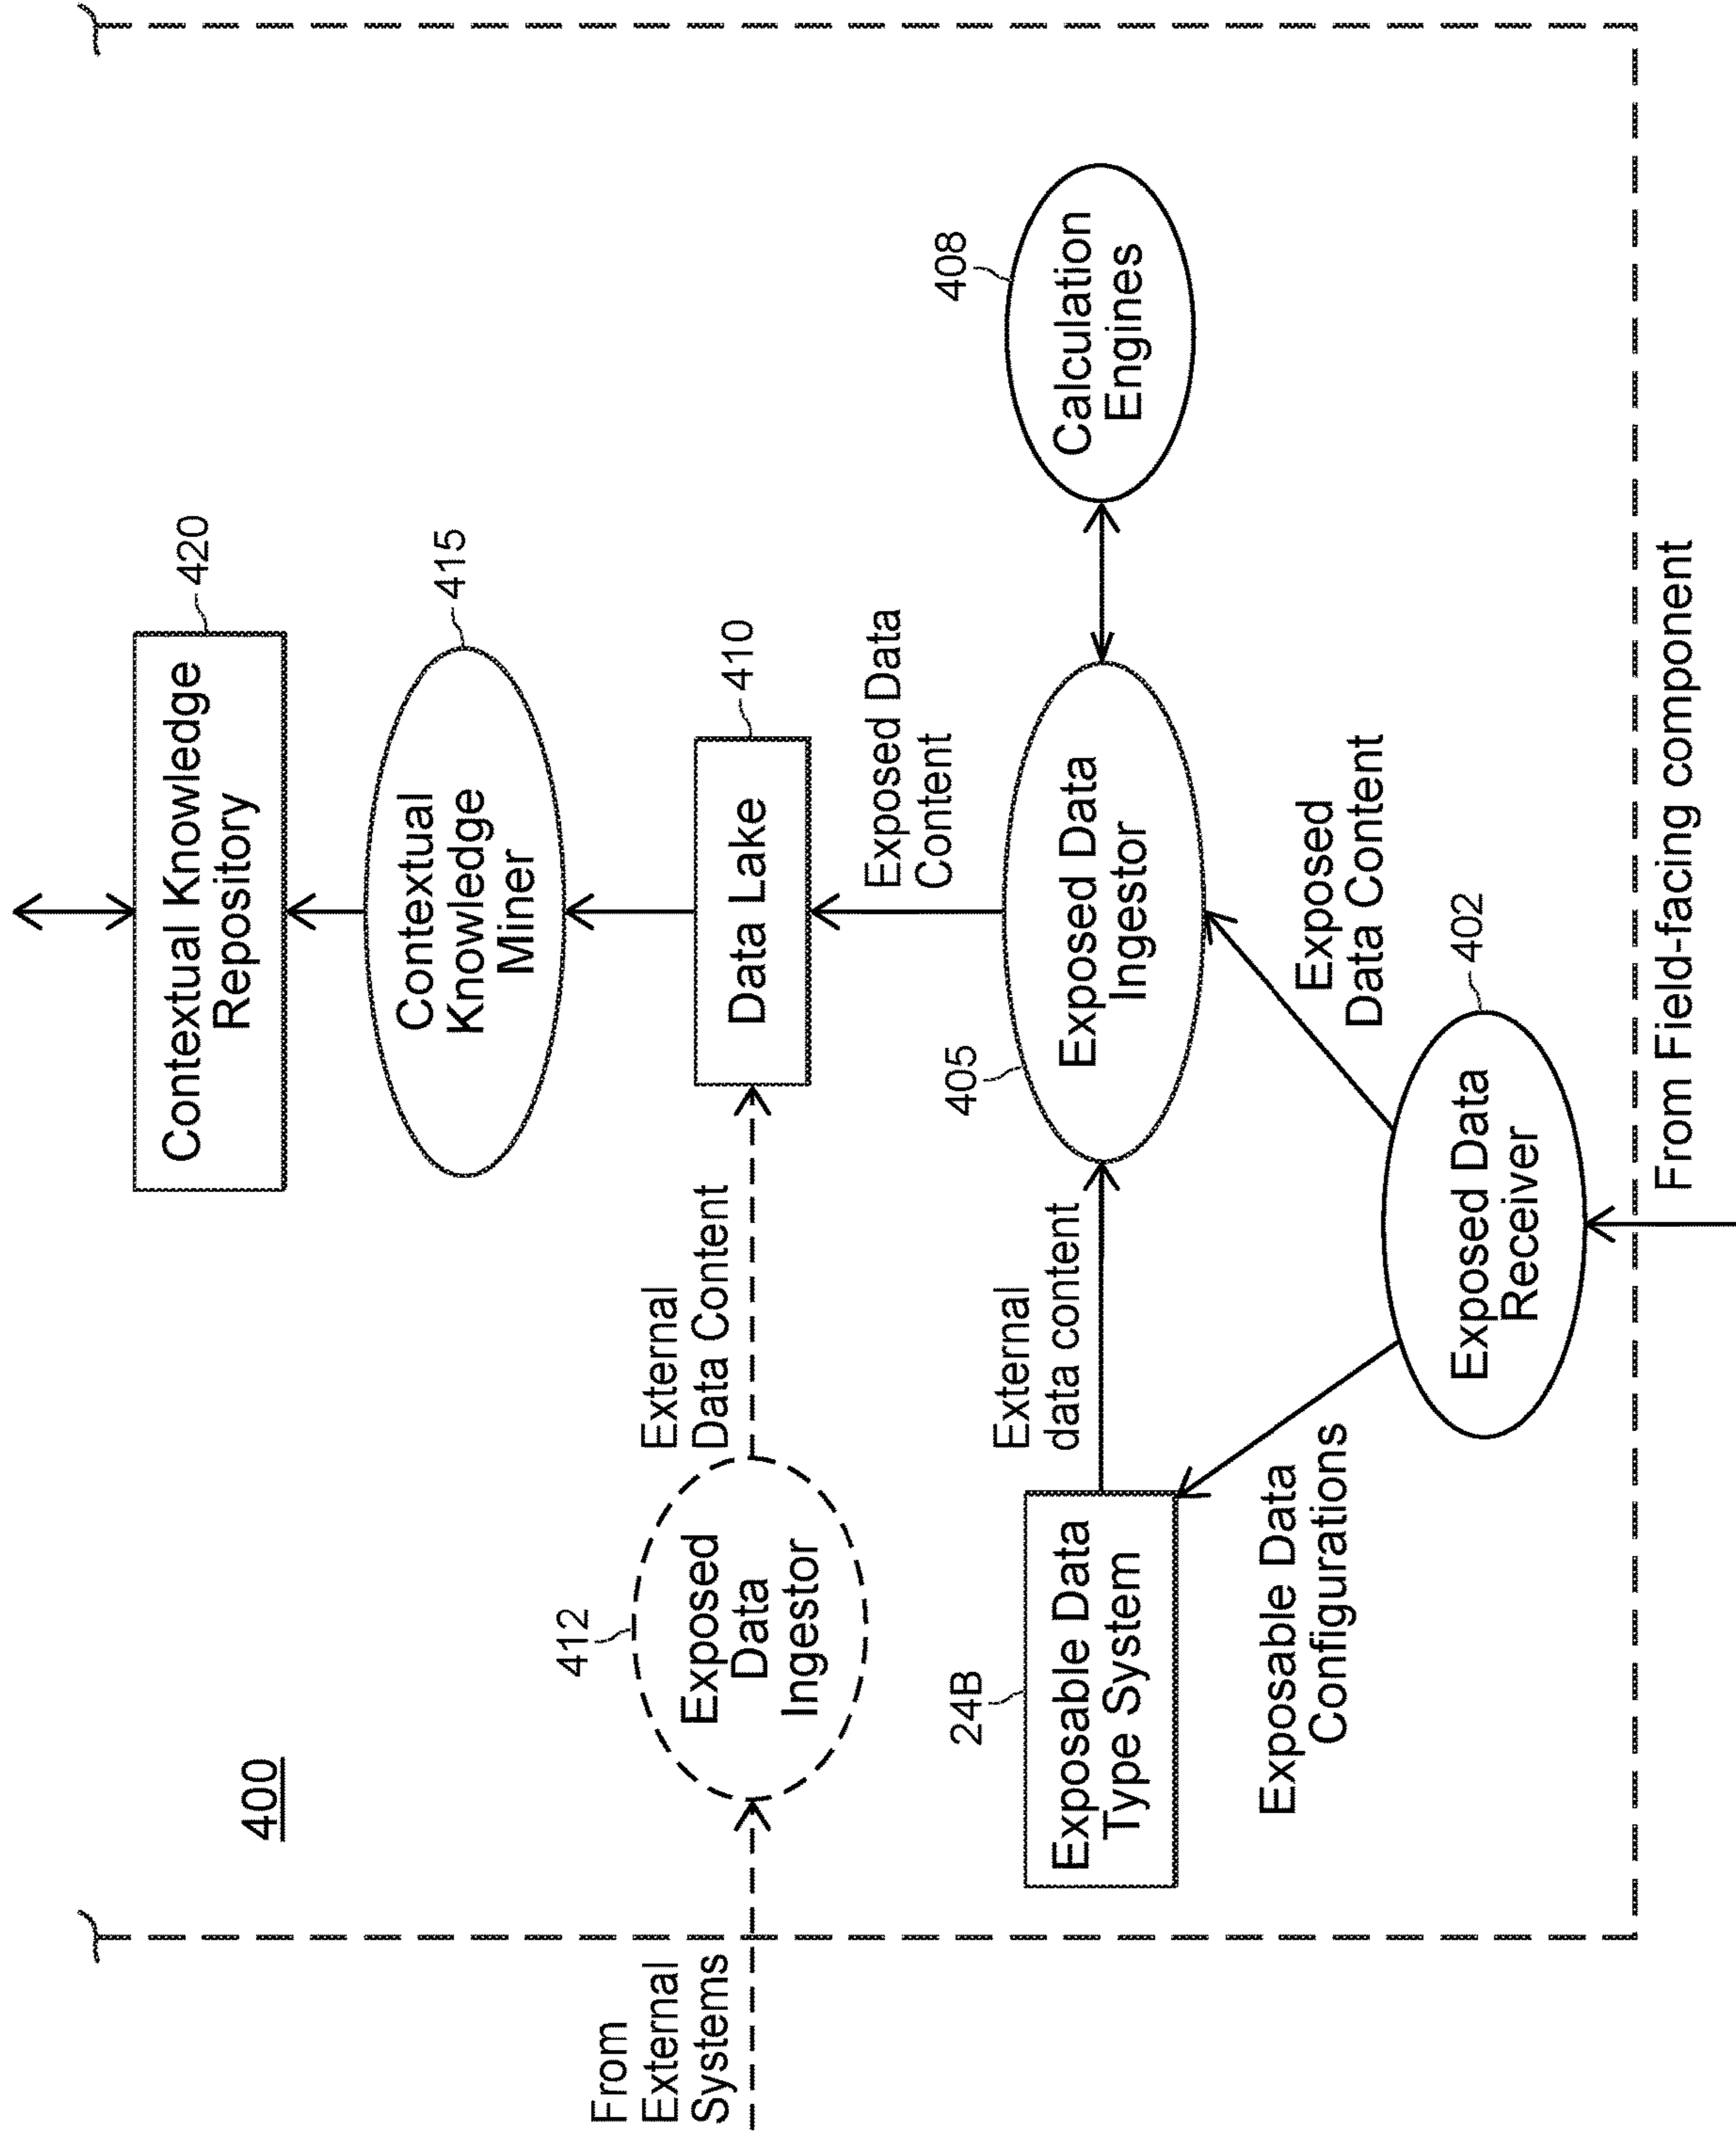 400
Contextual Knowledge
Repository
420
Contextual
Knowledge
Miner
415
From
External
Systems
412
Exposed
Data
Ingestor
External
Data Content
Data Lake
410
Exposed Data
Content
24B
Exposable Data
Type System
External
data content
405
Exposed Data
Ingestor
408
Calculation
Engines
Exposable Data
Configurations
Exposed
Data Content
402
Exposed Data
Receiver
From Field-facing component